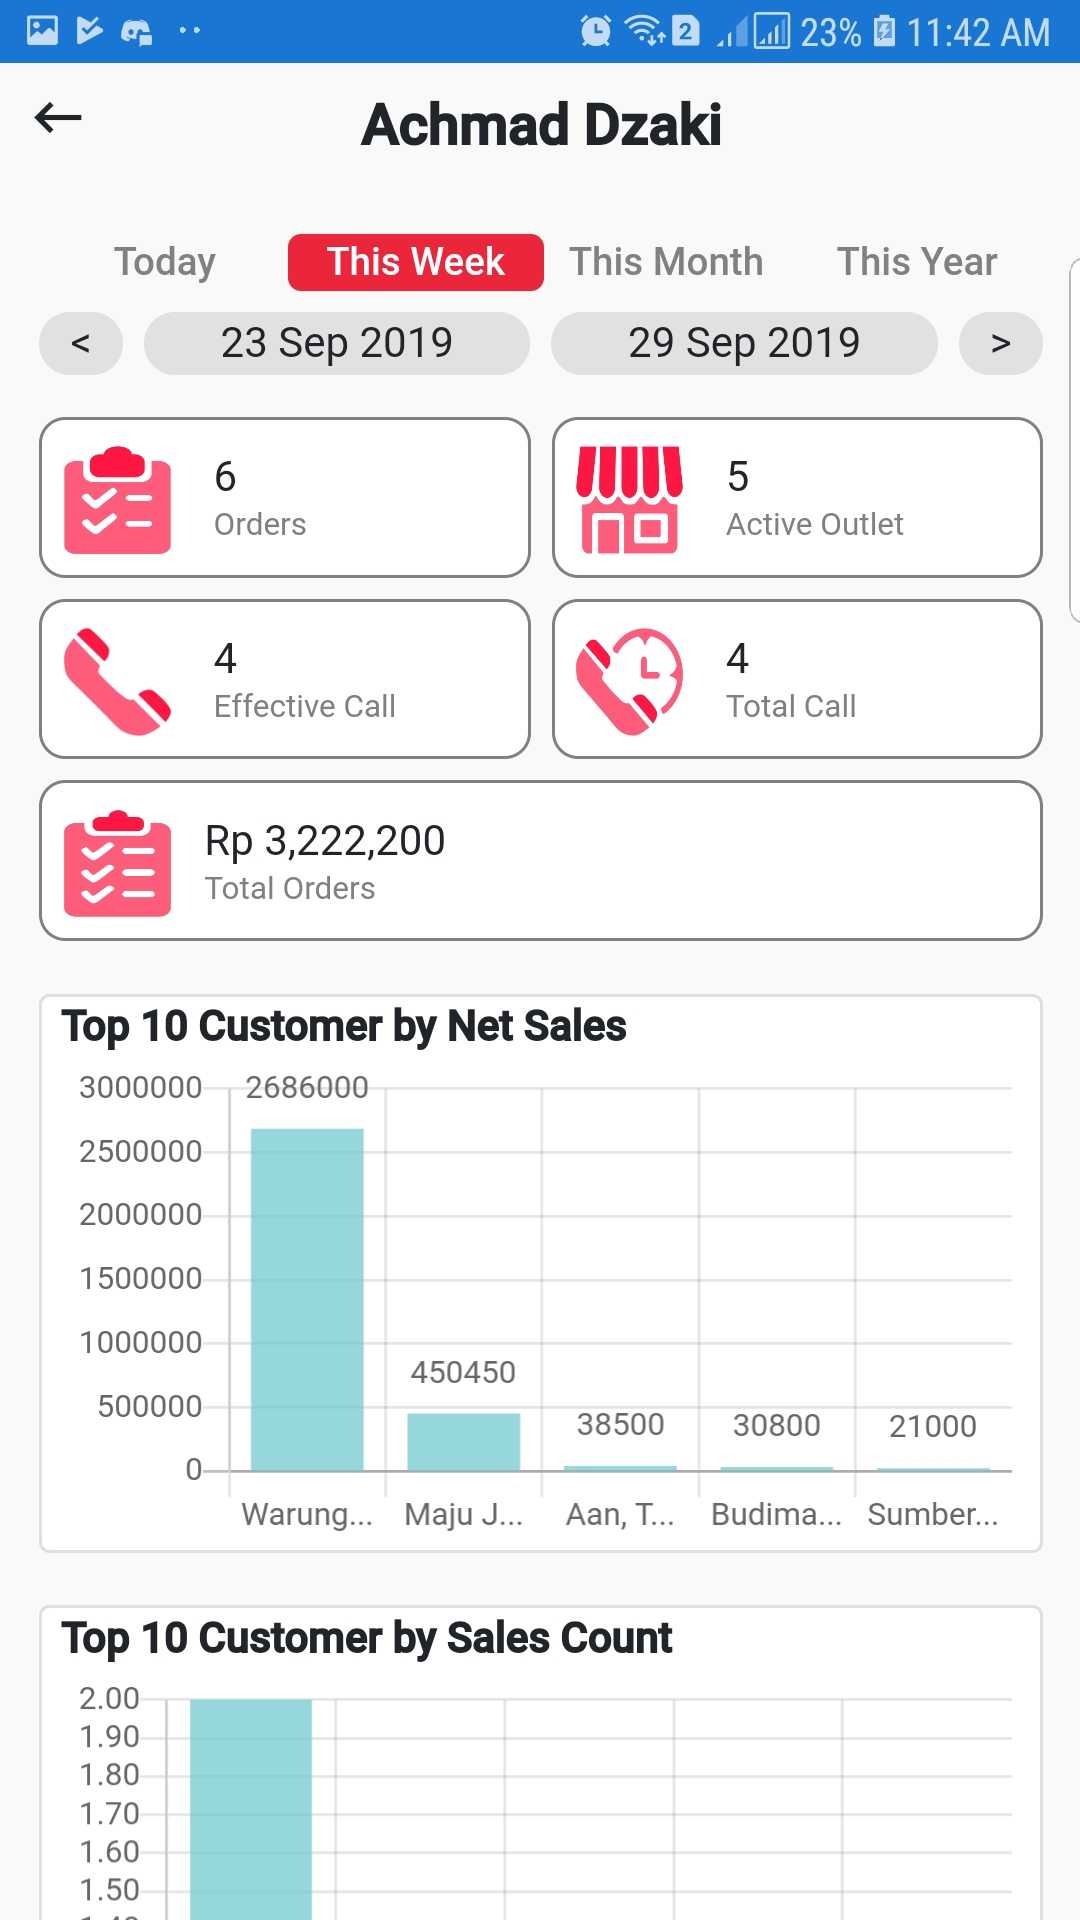 2 23% 11:42 AM
Achmad Dzaki
Today This Week This Month This Year
< 23 Sep 2019 29 Sep 2019 >
6
Orders
5
Active Outlet
4
Effective Call
4
Total Call
Rp 3,222,200
Total Orders
Top 10 Customer by Net Sales
3000000 2686000
2500000
2000000
1500000
1000000
450450
500000 38500 30800 21000
0
Warung... Maju J... Aan, T... Budima... Sumber...
Top 10 Customer by Sales Count
2.00
1.90
1.80
1.70
1.60
1.50